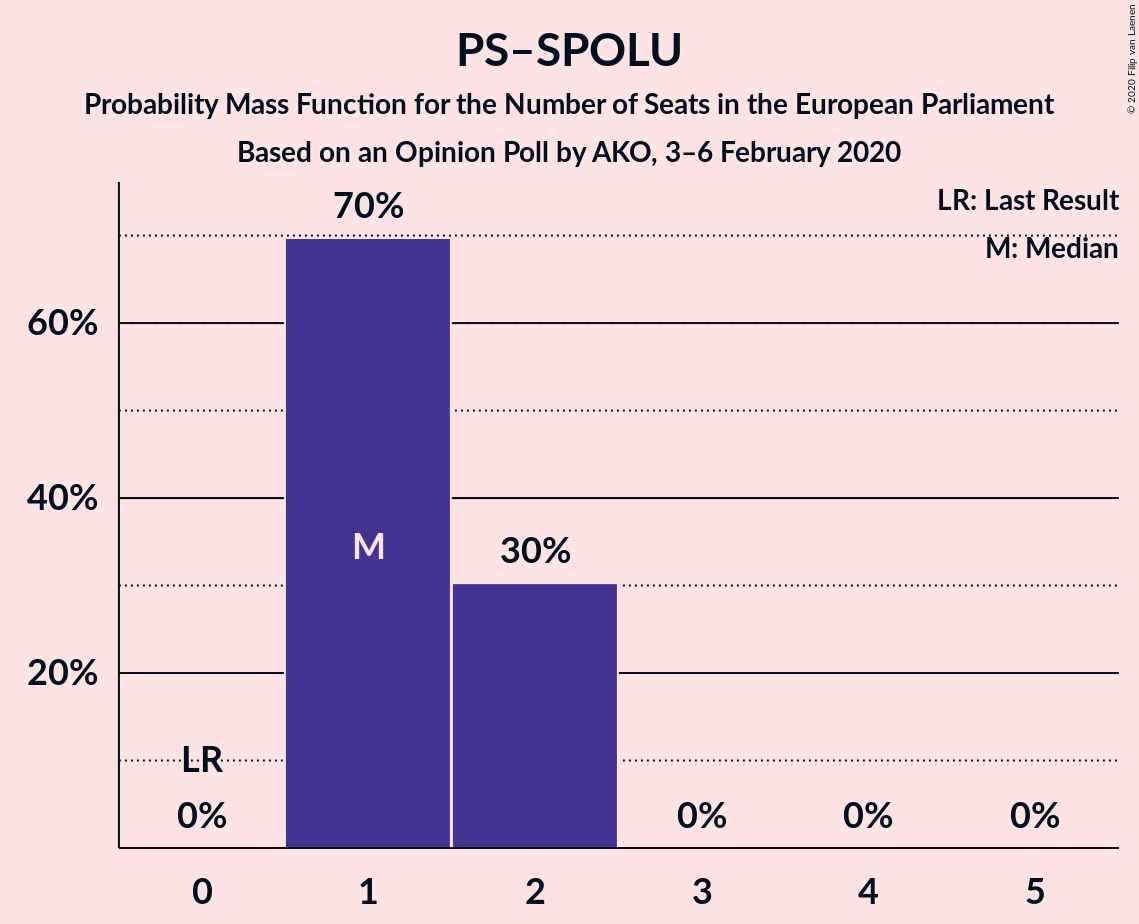 PS–SPOLU
Probability Mass Function for the Number of Seats in the European Parliament
Based on an Opinion Poll by AKO, 3–6 February 2020
© 2020 Filip van Laenen
LR: Last Result
M: Median
70%
60%
40%
M
30%
20%
LR
0%
0%
0%
0%
0
1
2
3
4
5